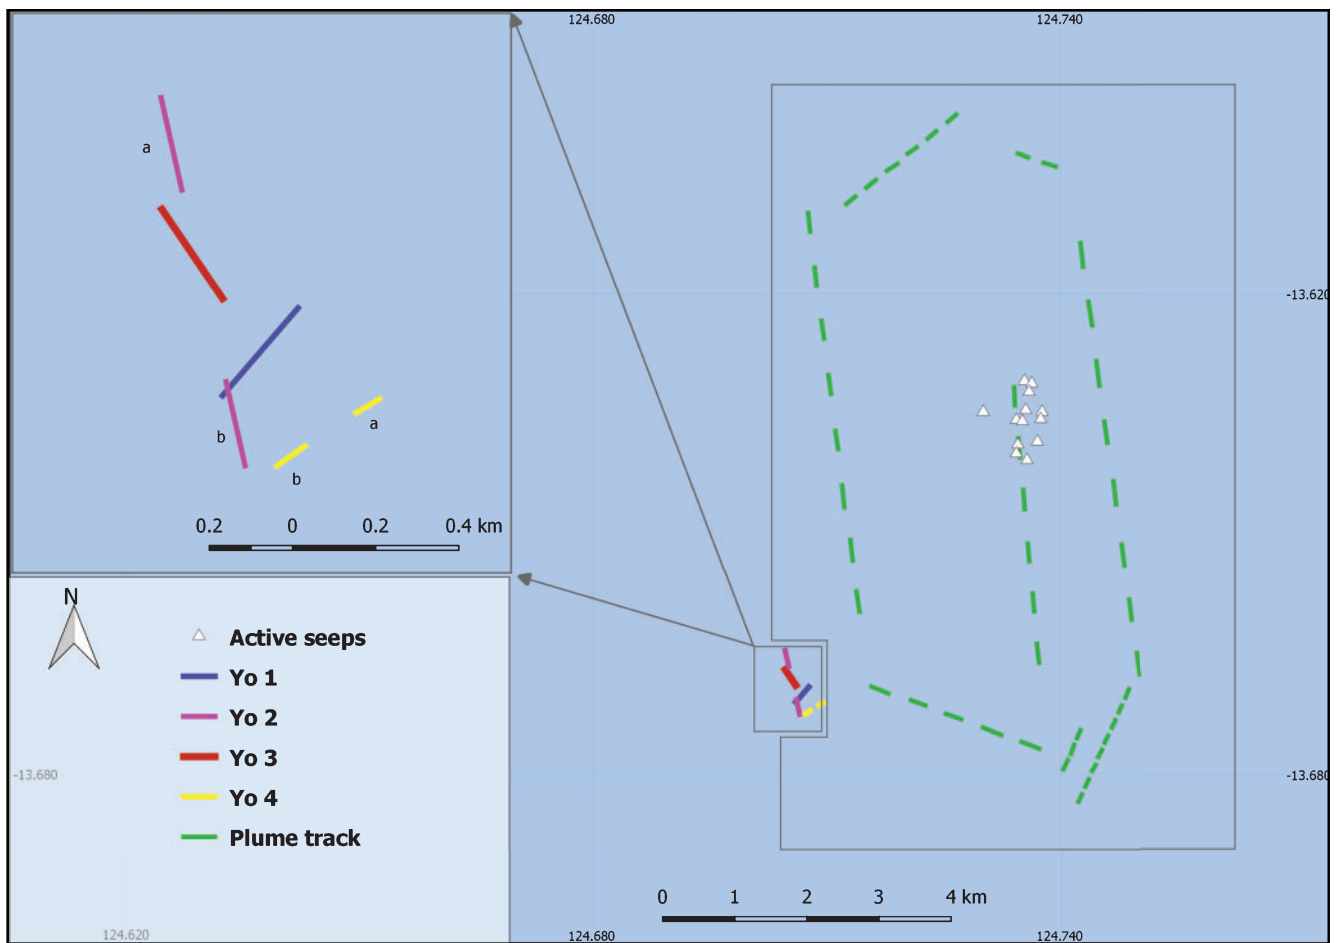 124.680 124.740
a
-13.620
b
a
b
0.2 0 0.2 0.4 km
N
Active seeps
Yo 1
Yo 2
Yo 3
-13.680 -13.680
Yo 4
Plume track
0 1 2 3 4 km
124.620 124.680 124.740